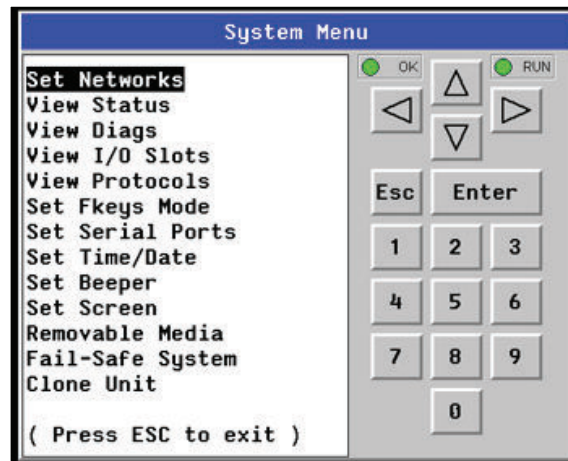 System Menu
Set Networks
View Status
View Diags
View I/O Slots
View Protocols
Set Fkeys Mode
Set Serial Ports
Set Time/Date
Set Beeper
Set Screen
Removable Media
Fail-Safe System
Clone Unit
( Press ESC to exit )
OK
RUN
Esc
Enter
1 2 3
4 5 6
7 8 9
0